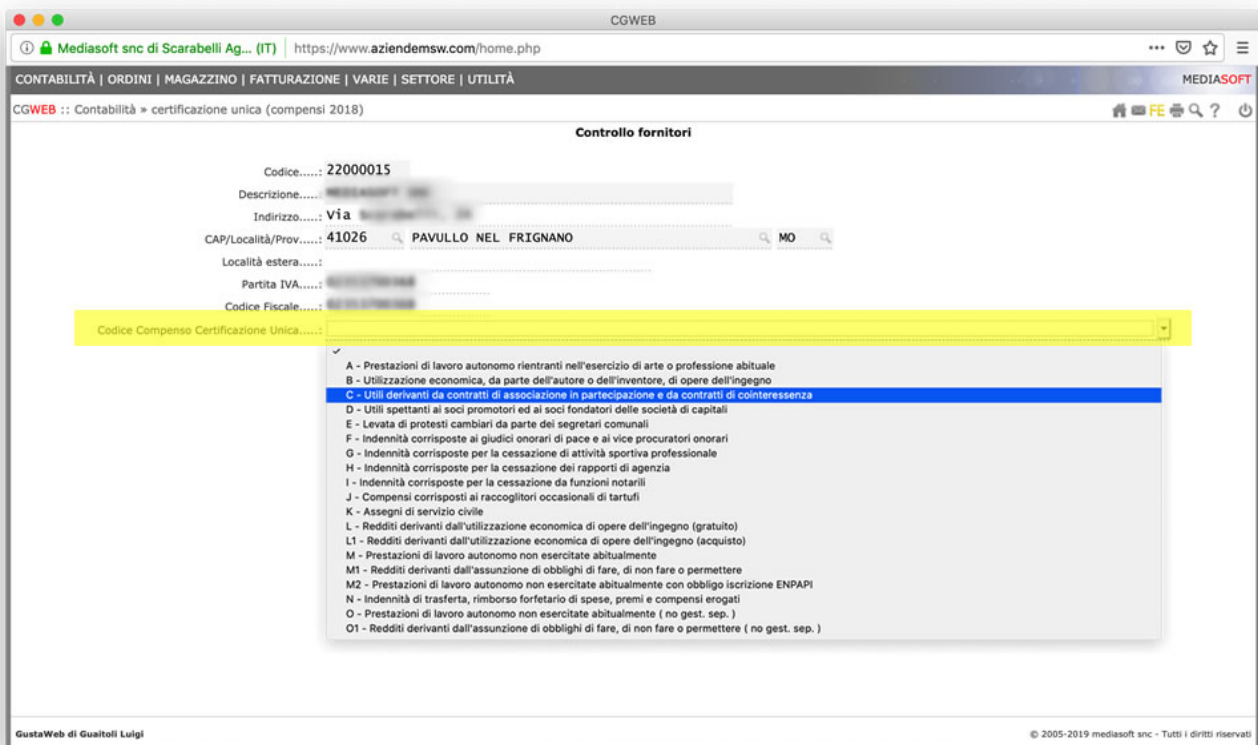 CGWEB
Mediasoft snc di Scarabelli Ag... (IT) https://www.aziendemsw.com/home.php
CONTABILITÀ | ORDINI | MAGAZZINO | FATTURAZIONE | VARIE | SETTORE | UTILITÀ MEDIASOFT
CGWEB :: Contabilità » certificazione unica (compensi 2018) FE ?
Controllo fornitori
Codice.....: 22000015
Descrizione.....:
Indirizzo.....: Via
CAP/Località/Prov.....: 41026 PAVULLO NEL FRIGNANO MO
Località estera.....:
Partita IVA.....:
Codice Fiscale.....:
Codice Compenso Certificazione Unica.....:
A - Prestazioni di lavoro autonomo rientranti nell'esercizio di arte o professione abituale
B - Utilizzazione economica, da parte dell'autore o dell'inventore, di opere dell'ingegno
C - Utili derivanti da contratti di associazione in partecipazione e da contratti di cointeressenza
D - Utili spettanti ai soci promotori ed ai soci fondatori delle società di capitali
E - Levata di protesti cambiari da parte dei segretari comunali
F - Indennità corrisposte ai giudici onorari di pace e ai vice procuratori onorari
G - Indennità corrisposte per la cessazione di attività sportiva professionale
H - Indennità corrisposte per la cessazione dei rapporti di agenzia
I - Indennità corrisposte per la cessazione da funzioni notarili
J - Compensi corrisposti ai raccoglitori occasionali di tartufi
K - Assegni di servizio civile
L - Redditi derivanti dall'utilizzazione economica di opere dell'ingegno (gratuito)
L1 - Redditi derivanti dall'utilizzazione economica di opere dell'ingegno (acquisto)
M - Prestazioni di lavoro autonomo non esercitate abitualmente
M1 - Redditi derivanti dall'assunzione di obblighi di fare, di non fare o permettere
M2 - Prestazioni di lavoro autonomo non esercitate abitualmente con obbligo iscrizione ENPAPI
N - Indennità di trasferta, rimborso forfetario di spese, premi e compensi erogati
O - Prestazioni di lavoro autonomo non esercitate abitualmente ( no gest. sep. )
O1 - Redditi derivanti dall'assunzione di obblighi di fare, di non fare o permettere ( no gest. sep. )
GustaWeb di Guaitoli Luigi © 2005-2019 mediasoft snc - Tutti i diritti riservati